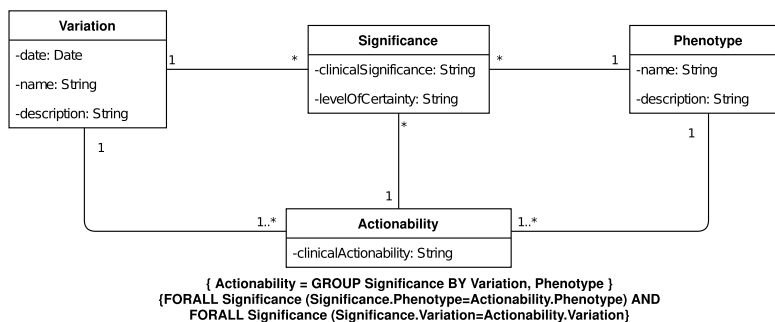 Variation
-date: Date
-name: String
-description: String
1
*
Significance
-clinicalSignificance: String
-levelOfCertainty: String
*
1
Phenotype
-name: String
-description: String
1
*
1
1
1..*
Actionability
-clinicalActionability: String
1..*
{ Actionability = GROUP Significance BY Variation, Phenotype }
{FORALL Significance (Significance.Phenotype=Actionability.Phenotype) AND
FORALL Significance (Significance.Variation=Actionability.Variation}